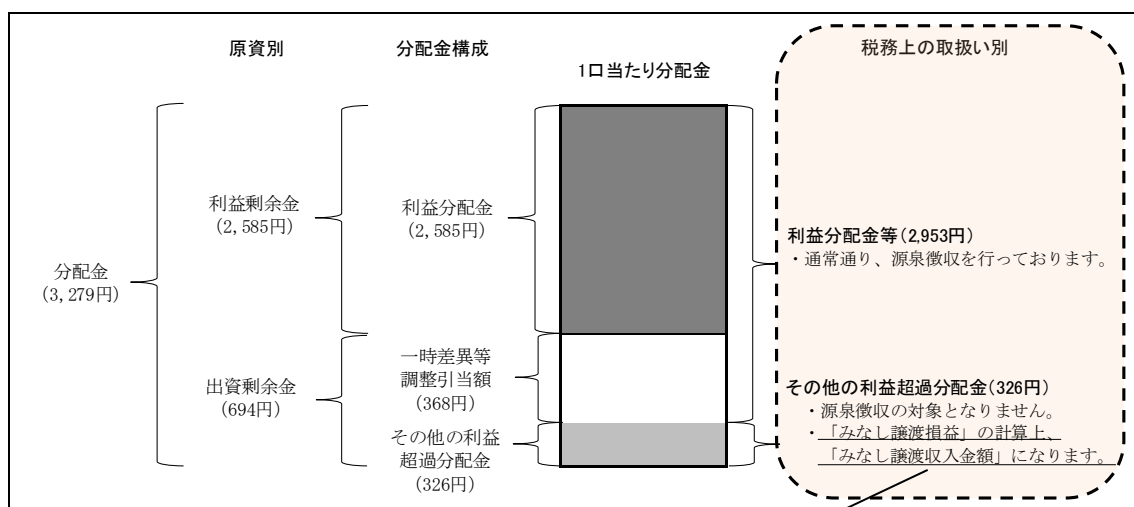 原資別
分配金構成
1口当たり分配金
税務上の取扱い別
分配金
(3,279円)
利益剰余金
(2,585円)
出資剰余金
(694円)
利益分配金
(2,585円)
一時差異等
調整引当額
(368円)
その他の利益
超過分配金
(326円)
利益分配金等(2,953円)
・通常通り、源泉徴収を行っております。
その他の利益超過分配金(326円)
・源泉徴収の対象となりません。
・「みなし譲渡損益」の計算上、
「みなし譲渡収入金額」になります。